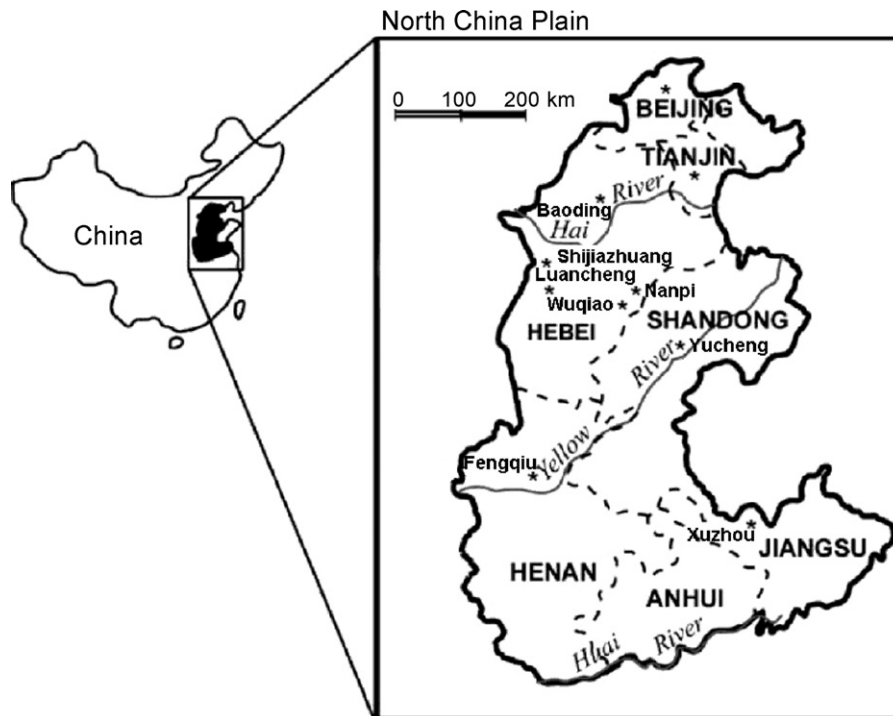 North China Plain
0 100 200 km
BEIJING
TIANJIN
River
Baoding
Hai
China
Shijiazhuang
Luancheng
Nanpi
Wuqiao
HEBEI
SHANDONG
Yucheng
River
Yellow
Fengqiu
Xuzhou
JIANGSU
HENAN
ANHUI
River
Huai